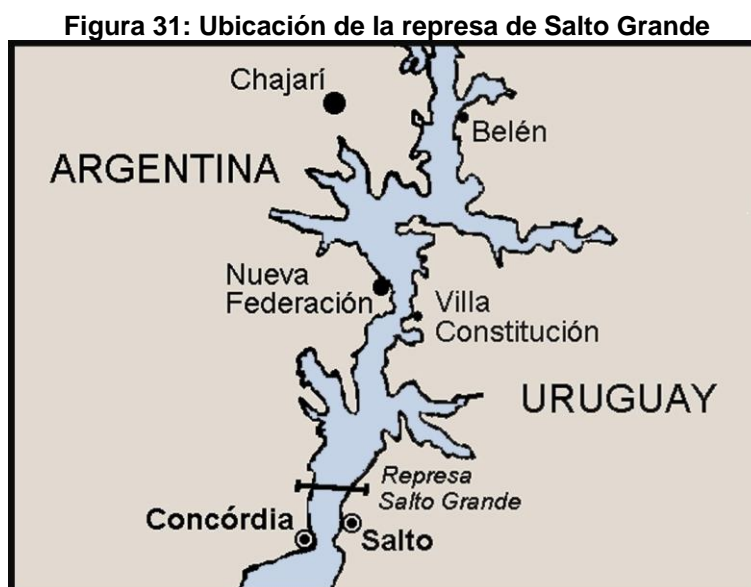 Figura 31: Ubicación de la represa de Salto Grande
Chajarí
Belén
ARGENTINA
Nueva
Federación
Villa
Constitución
URUGUAY
Represa
Salto Grande
Concórdia
Salto